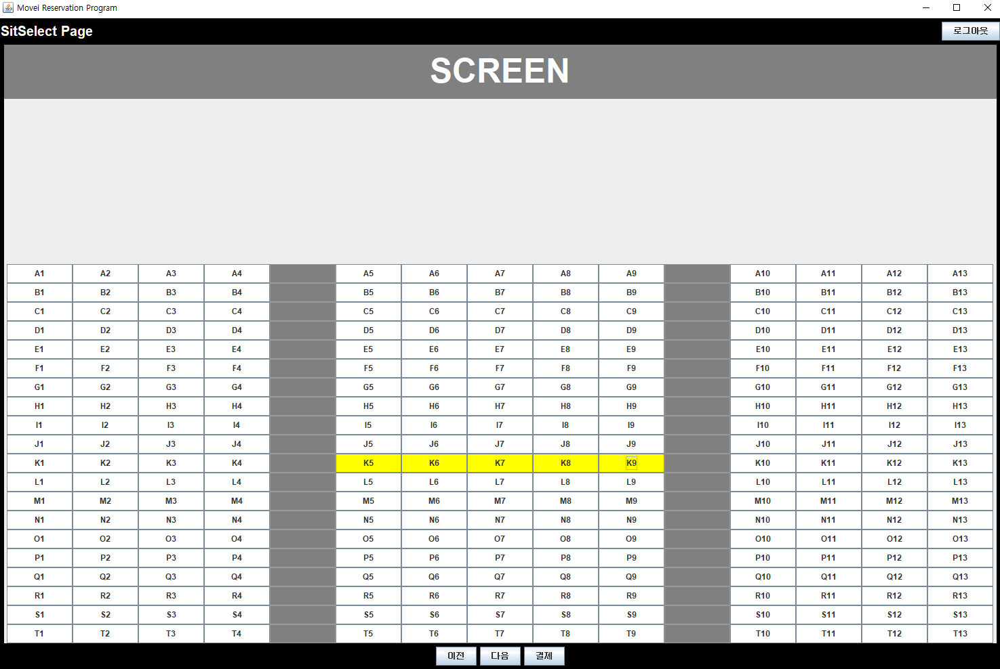 Movei Reservation Program
SitSelect Page 로그아웃
SCREEN
A1 A2 A3 A4 A5 A6 A7 A8 A9 A10 A11 A12 A13
B1 B2 B3 B4 B5 B6 B7 B8 B9 B10 B11 B12 B13
C1 C2 C3 C4 C5 C6 C7 C8 C9 C10 C11 C12 C13
D1 D2 D3 D4 D5 D6 D7 D8 D9 D10 D11 D12 D13
E1 E2 E3 E4 E5 E6 E7 E8 E9 E10 E11 E12 E13
F1 F2 F3 F4 F5 F6 F7 F8 F9 F10 F11 F12 F13
G1 G2 G3 G4 G5 G6 G7 G8 G9 G10 G11 G12 G13
H1 H2 H3 H4 H5 H6 H7 H8 H9 H10 H11 H12 H13
I1 I2 I3 I4 I5 I6 I7 I8 I9 I10 I11 I12 I13
J1 J2 J3 J4 J5 J6 J7 J8 J9 J10 J11 J12 J13
K1 K2 K3 K4 K5 K6 K7 K8 K9 K10 K11 K12 K13
L1 L2 L3 L4 L5 L6 L7 L8 L9 L10 L11 L12 L13
M1 M2 M3 M4 M5 M6 M7 M8 M9 M10 M11 M12 M13
N1 N2 N3 N4 N5 N6 N7 N8 N9 N10 N11 N12 N13
O1 O2 O3 O4 O5 O6 O7 O8 O9 O10 O11 O12 O13
P1 P2 P3 P4 P5 P6 P7 P8 P9 P10 P11 P12 P13
Q1 Q2 Q3 Q4 Q5 Q6 Q7 Q8 Q9 Q10 Q11 Q12 Q13
R1 R2 R3 R4 R5 R6 R7 R8 R9 R10 R11 R12 R13
S1 S2 S3 S4 S5 S6 S7 S8 S9 S10 S11 S12 S13
T1 T2 T3 T4 T5 T6 T7 T8 T9 T10 T11 T12 T13
이전 다음 결제